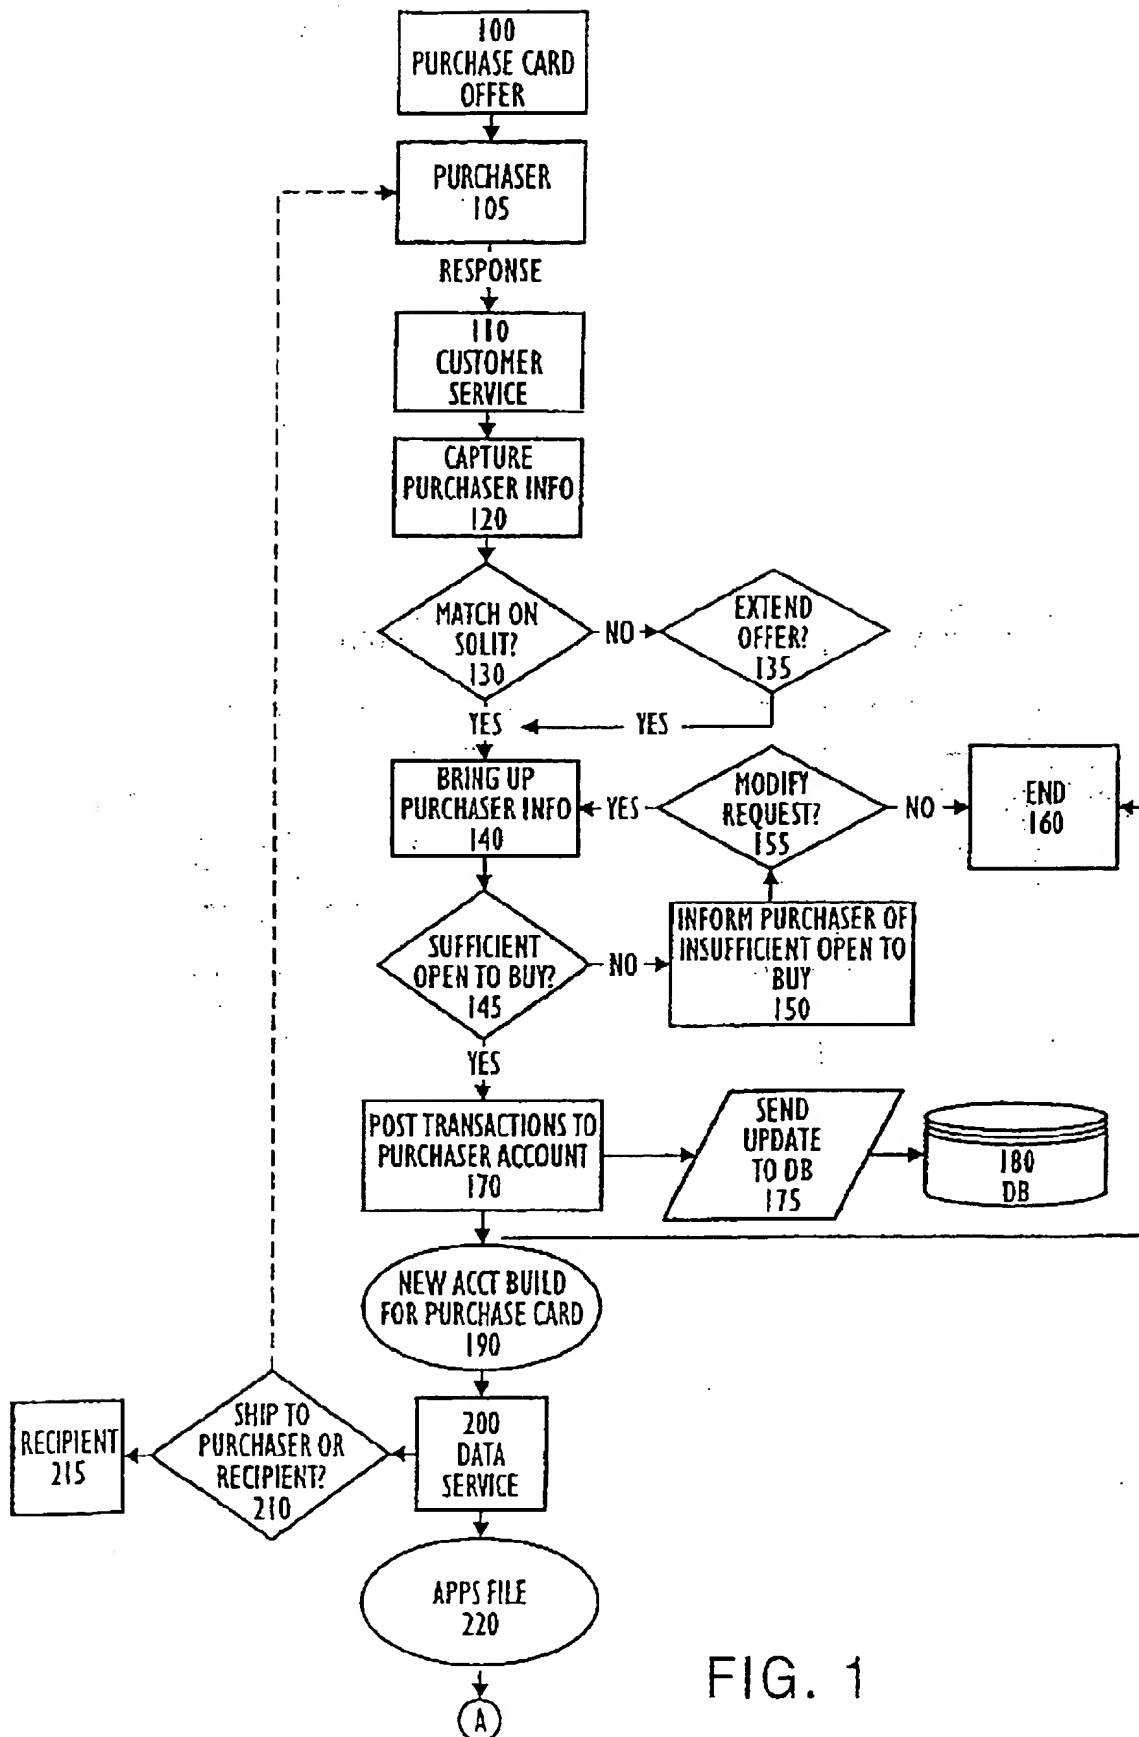 100
PURCHASE CARD
OFFER
PURCHASER
105
RESPONSE
110
CUSTOMER
SERVICE
CAPTURE
PURCHASER INFO
120
MATCH ON
SOLIT?
130
NO
EXTEND
OFFER?
135
YES
YES
BRING UP
PURCHASER INFO
140
YES
MODIFY
REQUEST?
155
NO
END
160
SUFFICIENT
OPEN TO BUY?
145
NO
INFORM PURCHASER OF
INSUFFICIENT OPEN TO
BUY
150
YES
POST TRANSACTIONS TO
PURCHASER ACCOUNT
170
SEND
UPDATE
TO DB
175
180
DB
NEW ACCT BUILD
FOR PURCHASE CARD
190
RECIPIENT
215
SHIP TO
PURCHASER OR
RECIPIENT?
210
200
DATA
SERVICE
APPS FILE
220
A
FIG. 1